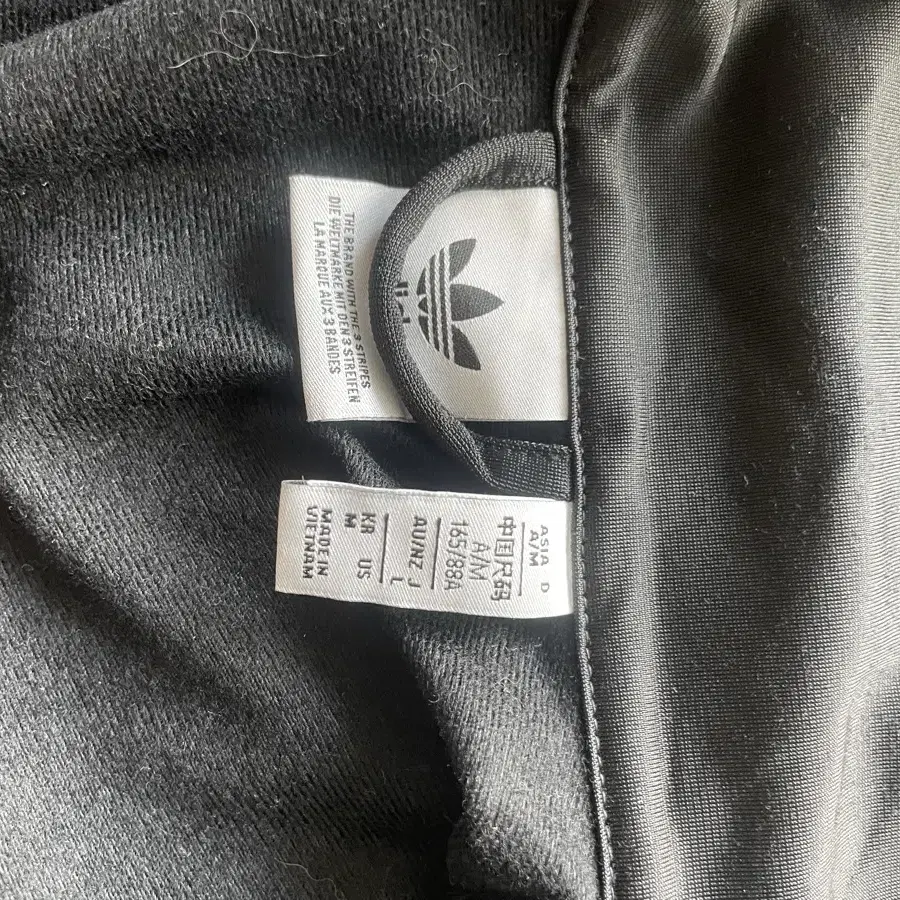 THE BRAND WITH THE 3 STRIPES
DIE WELTMARKE MIT DEN 3 STREIFEN
LA MARQUE AUX 3 BANDES
ASIA D
A/M
中国尺码
A/M
165/88A
AU/NZ J
L
KR US
M
MADE IN
VIETNAM